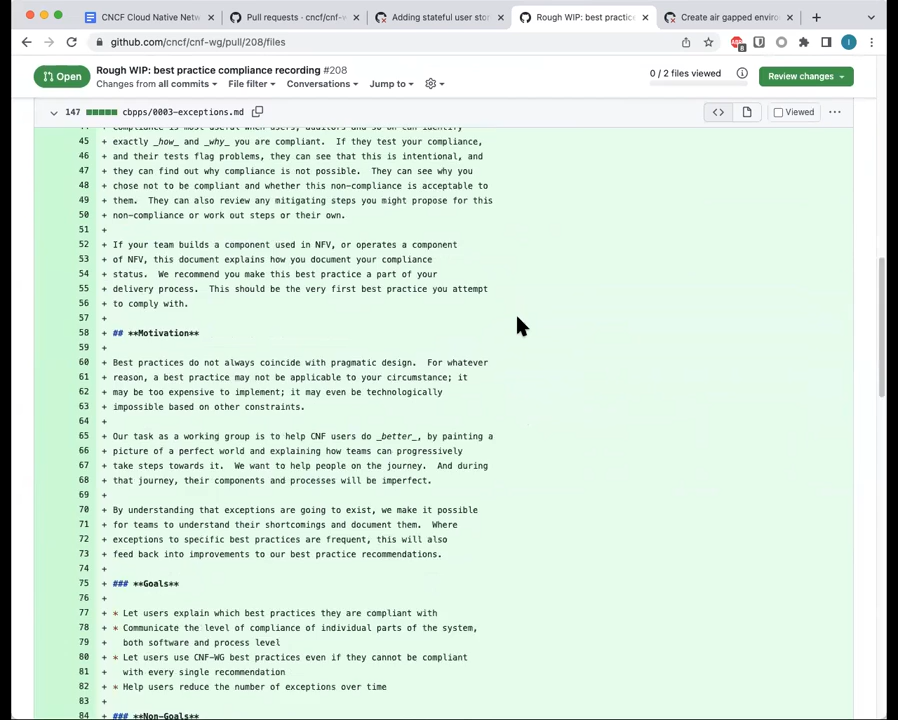 CNCF Cloud Native Netw
Pull requests · cncf/cnf-w
Adding stateful user stor
Rough WIP: best practice
Create air gapped enviro
github.com/cncf/cnf-wg/pull/208/files
Open
Rough WIP: best practice compliance recording #208
Changes from all commits
File filter
Conversations
Jump to
0 / 2 files viewed
Review changes
147
cbpps/0003-exceptions.md
Viewed
44 + Compliance is most useful when users, auditors and so on can identify
45 + exactly _how_ and _why_ you are compliant. If they test your compliance,
46 + and their tests flag problems, they can see that this is intentional, and
47 + they can find out why compliance is not possible. They can see why you
48 + chose not to be compliant and whether this non-compliance is acceptable to
49 + them. They can also review any mitigating steps you might propose for this
50 + non-compliance or work out steps or their own.
51 +
52 + If your team builds a component used in NFV, or operates a component
53 + of NFV, this document explains how you document your compliance
54 + status. We recommend you make this best practice a part of your
55 + delivery process. This should be the very first best practice you attempt
56 + to comply with.
57 +
58 + ## **Motivation**
59 +
60 + Best practices do not always coincide with pragmatic design. For whatever
61 + reason, a best practice may not be applicable to your circumstance; it
62 + may be too expensive to implement; it may even be technologically
63 + impossible based on other constraints.
64 +
65 + Our task as a working group is to help CNF users do _better_, by painting a
66 + picture of a perfect world and explaining how teams can progressively
67 + take steps towards it. We want to help people on the journey. And during
68 + that journey, their components and processes will be imperfect.
69 +
70 + By understanding that exceptions are going to exist, we make it possible
71 + for teams to understand their shortcomings and document them. Where
72 + exceptions to specific best practices are frequent, this will also
73 + feed back into improvements to our best practice recommendations.
74 +
75 + ### **Goals**
76 +
77 + * Let users explain which best practices they are compliant with
78 + * Communicate the level of compliance of individual parts of the system,
79 + both software and process level
80 + * Let users use CNF-WG best practices even if they cannot be compliant
81 + with every single recommendation
82 + * Help users reduce the number of exceptions over time
83 +
84 + ### **Non-Goals**